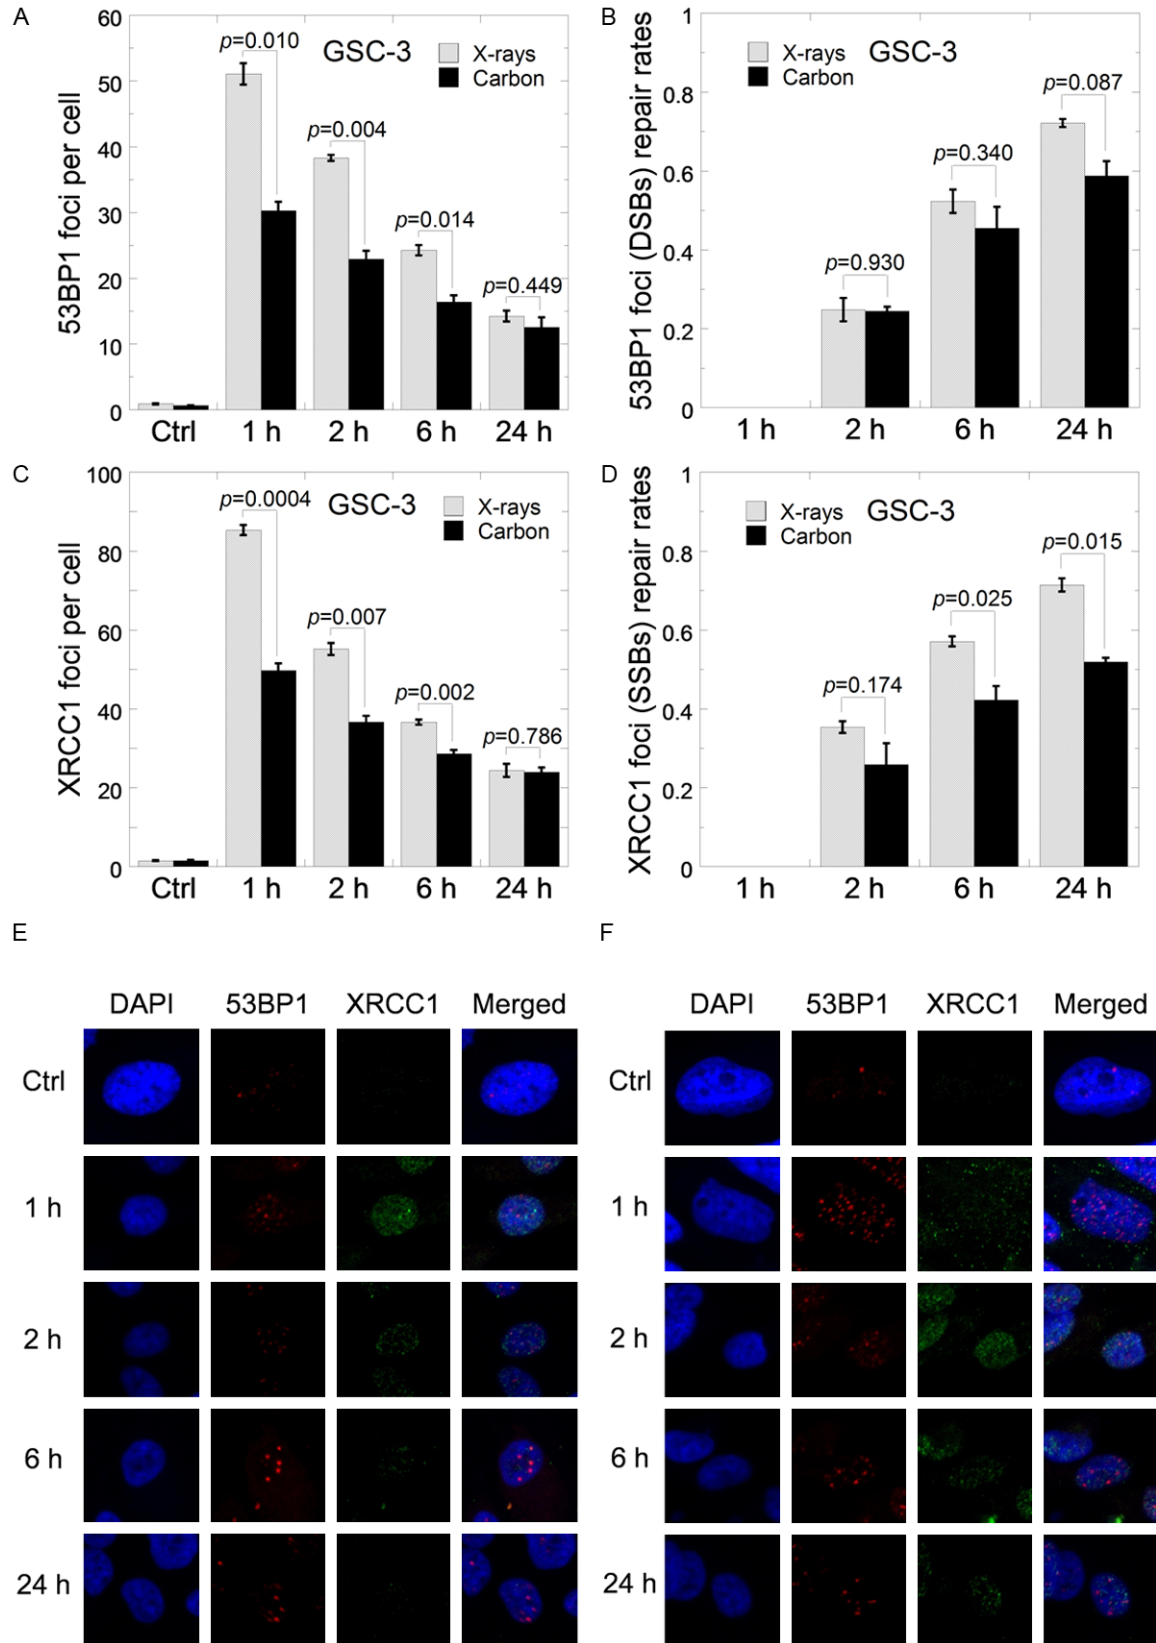 A
53BP1 foci per cell
60
50
40
30
20
10
0
GSC-3
X-rays
Carbon
p=0.010
p=0.004
p=0.014
p=0.449
Ctrl 1 h 2 h 6 h 24 h
B
53BP1 foci (DSBs) repair rates
1
0.8
0.6
0.4
0.2
0
GSC-3
X-rays
Carbon
p=0.930
p=0.340
p=0.087
1 h 2 h 6 h 24 h
C
XRCC1 foci per cell
100
80
60
40
20
0
GSC-3
X-rays
Carbon
p=0.0004
p=0.007
p=0.002
p=0.786
Ctrl 1 h 2 h 6 h 24 h
D
XRCC1 foci (SSBs) repair rates
1
0.8
0.6
0.4
0.2
0
GSC-3
X-rays
Carbon
p=0.174
p=0.025
p=0.015
1 h 2 h 6 h 24 h
E
DAPI 53BP1 XRCC1 Merged
Ctrl
1 h
2 h
6 h
24 h
F
DAPI 53BP1 XRCC1 Merged
Ctrl
1 h
2 h
6 h
24 h